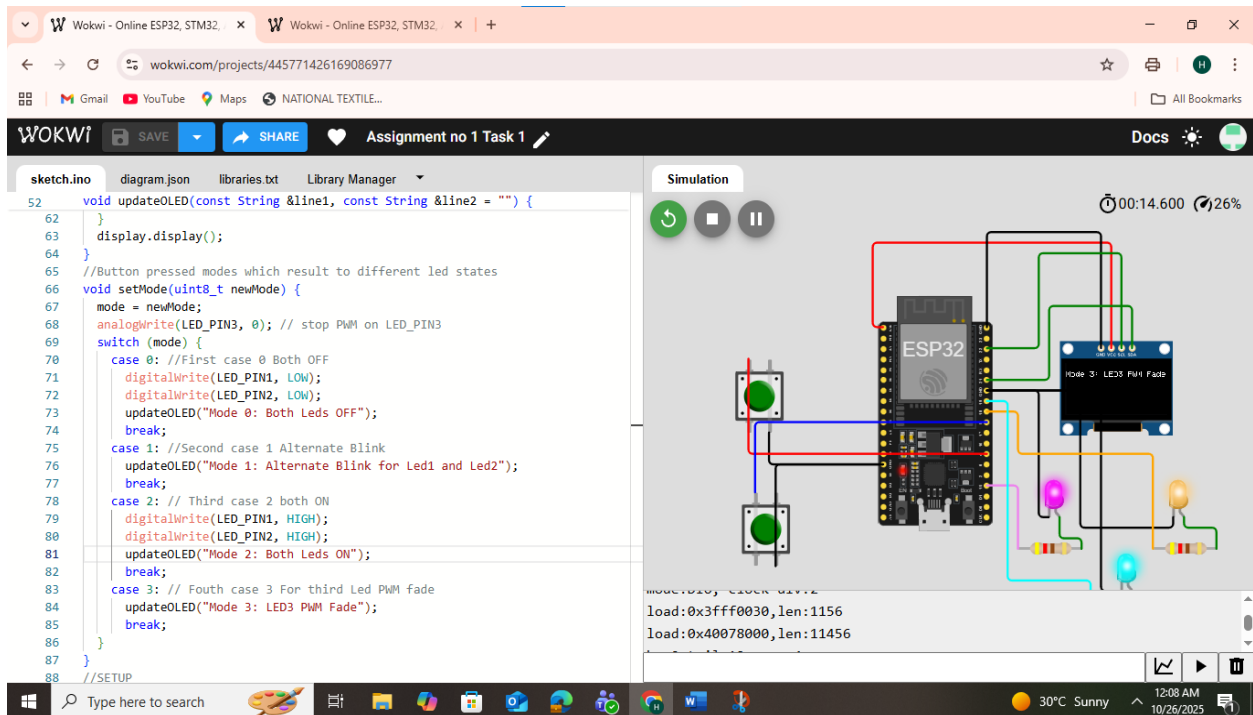 Wokwi - Online ESP32, STM32, Wokwi - Online ESP32, STM32,
wokwi.com/projects/445771426169086977 H
Gmail YouTube Maps NATIONAL TEXTILE... All Bookmarks
WOKWI SAVE SHARE Assignment no 1 Task 1 Docs
sketch.ino diagram.json libraries.txt Library Manager Simulation
52 void updateOLED(const String &line1, const String &line2 = "") {
62 }
63 display.display();
64 }
65 //Button pressed modes which result to different led states
66 void setMode(uint8_t newMode) {
67 mode = newMode;
68 analogWrite(LED_PIN3, 0); // stop PWM on LED_PIN3
69 switch (mode) {
70 case 0: //First case 0 Both OFF
71 digitalWrite(LED_PIN1, LOW);
72 digitalWrite(LED_PIN2, LOW);
73 updateOLED("Mode 0: Both Leds OFF");
74 break;
75 case 1: //Second case 1 Alternate Blink
76 updateOLED("Mode 1: Alternate Blink for Led1 and Led2");
77 break;
78 case 2: // Third case 2 both ON
79 digitalWrite(LED_PIN1, HIGH);
80 digitalWrite(LED_PIN2, HIGH);
81 updateOLED("Mode 2: Both Leds ON");
82 break;
83 case 3: // Fouth case 3 For third Led PWM fade
84 updateOLED("Mode 3: LED3 PWM Fade");
85 break;
86 }
87 }
88 //SETUP
00:14.600 26%
ESP32
GND VCC SCL SDA
Mode 3: LED3 PWM Fade
load:0x3fff0030,len:1156
load:0x40078000,len:11456
Type here to search 30°C Sunny 12:08 AM
10/26/2025